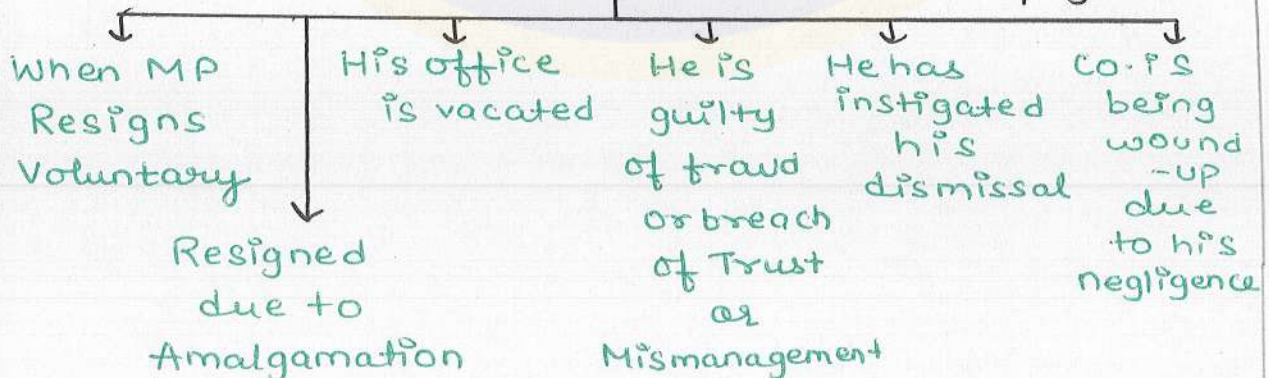 When MP
Resigns
Voluntary
Resigned
due to
Amalgamation
His office
is vacated
He is
guilty
of fraud
or breach
of Trust
or
Mismanagement
He has
instigated
his
dismissal
Co. is
being
wound
-up
due
to his
negligence